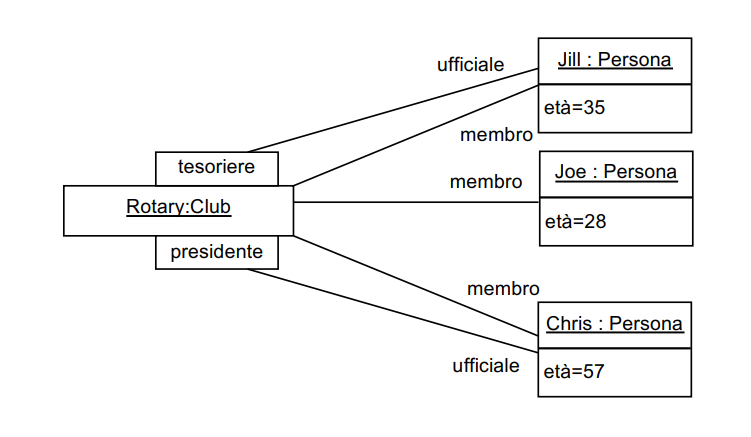 ufficiale
Jill : Persona
età=35
membro
tesoriere
membro
Joe : Persona
età=28
Rotary:Club
presidente
membro
Chris : Persona
ufficiale
età=57